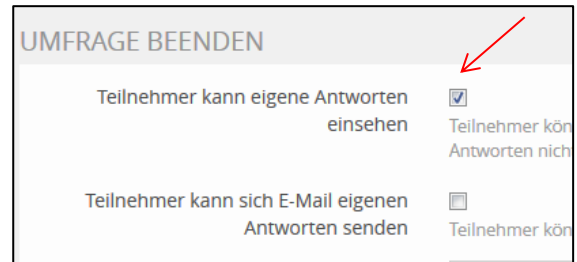 UMFRAGE BEENDEN
Teilnehmer kann eigene Antworten
einsehen
Teilnehmer kön
Antworten nich
Teilnehmer kann sich E-Mail eigenen
Antworten senden
Teilnehmer kön